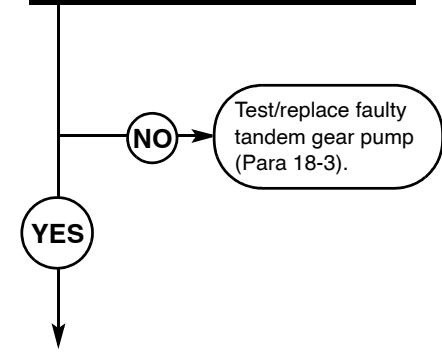 NO
Test/replace faulty
tandem gear pump
(Para 18-3).
YES